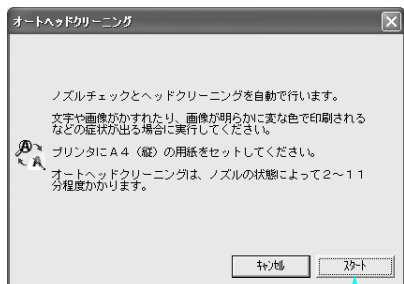 オートヘッドクリーニング
ノズルチェックとヘッドクリーニングを自動で行います。
文字や画像がかすれたり、画像が明らかに変な色で印刷される
などの症状が出る場合に実行してください。
プリンタにA4（縦）の用紙をセットしてください。
オートヘッドクリーニングは、ノズルの状態によって2～11
分程度かかります。
ｷｬﾝｾﾙ
ｽﾀｰﾄ